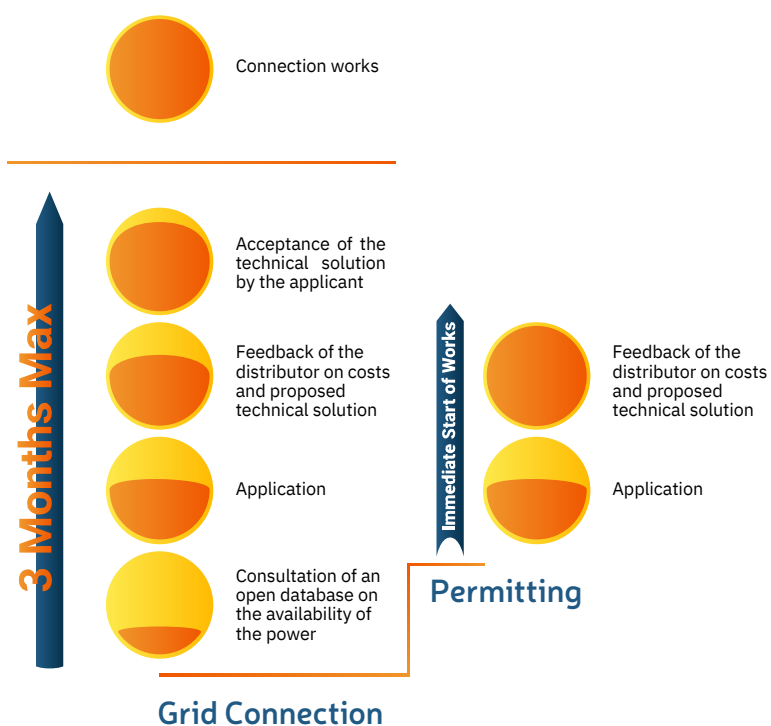 Connection works
Acceptance of the
technical solution
by the applicant
3 Months Max
Feedback of the
distributor on costs
and proposed
technical solution
Application
Consultation of an
open database on
the availability of
the power
Grid Connection
Immediate Start of Works
Feedback of the
distributor on costs
and proposed
technical solution
Application
Permitting